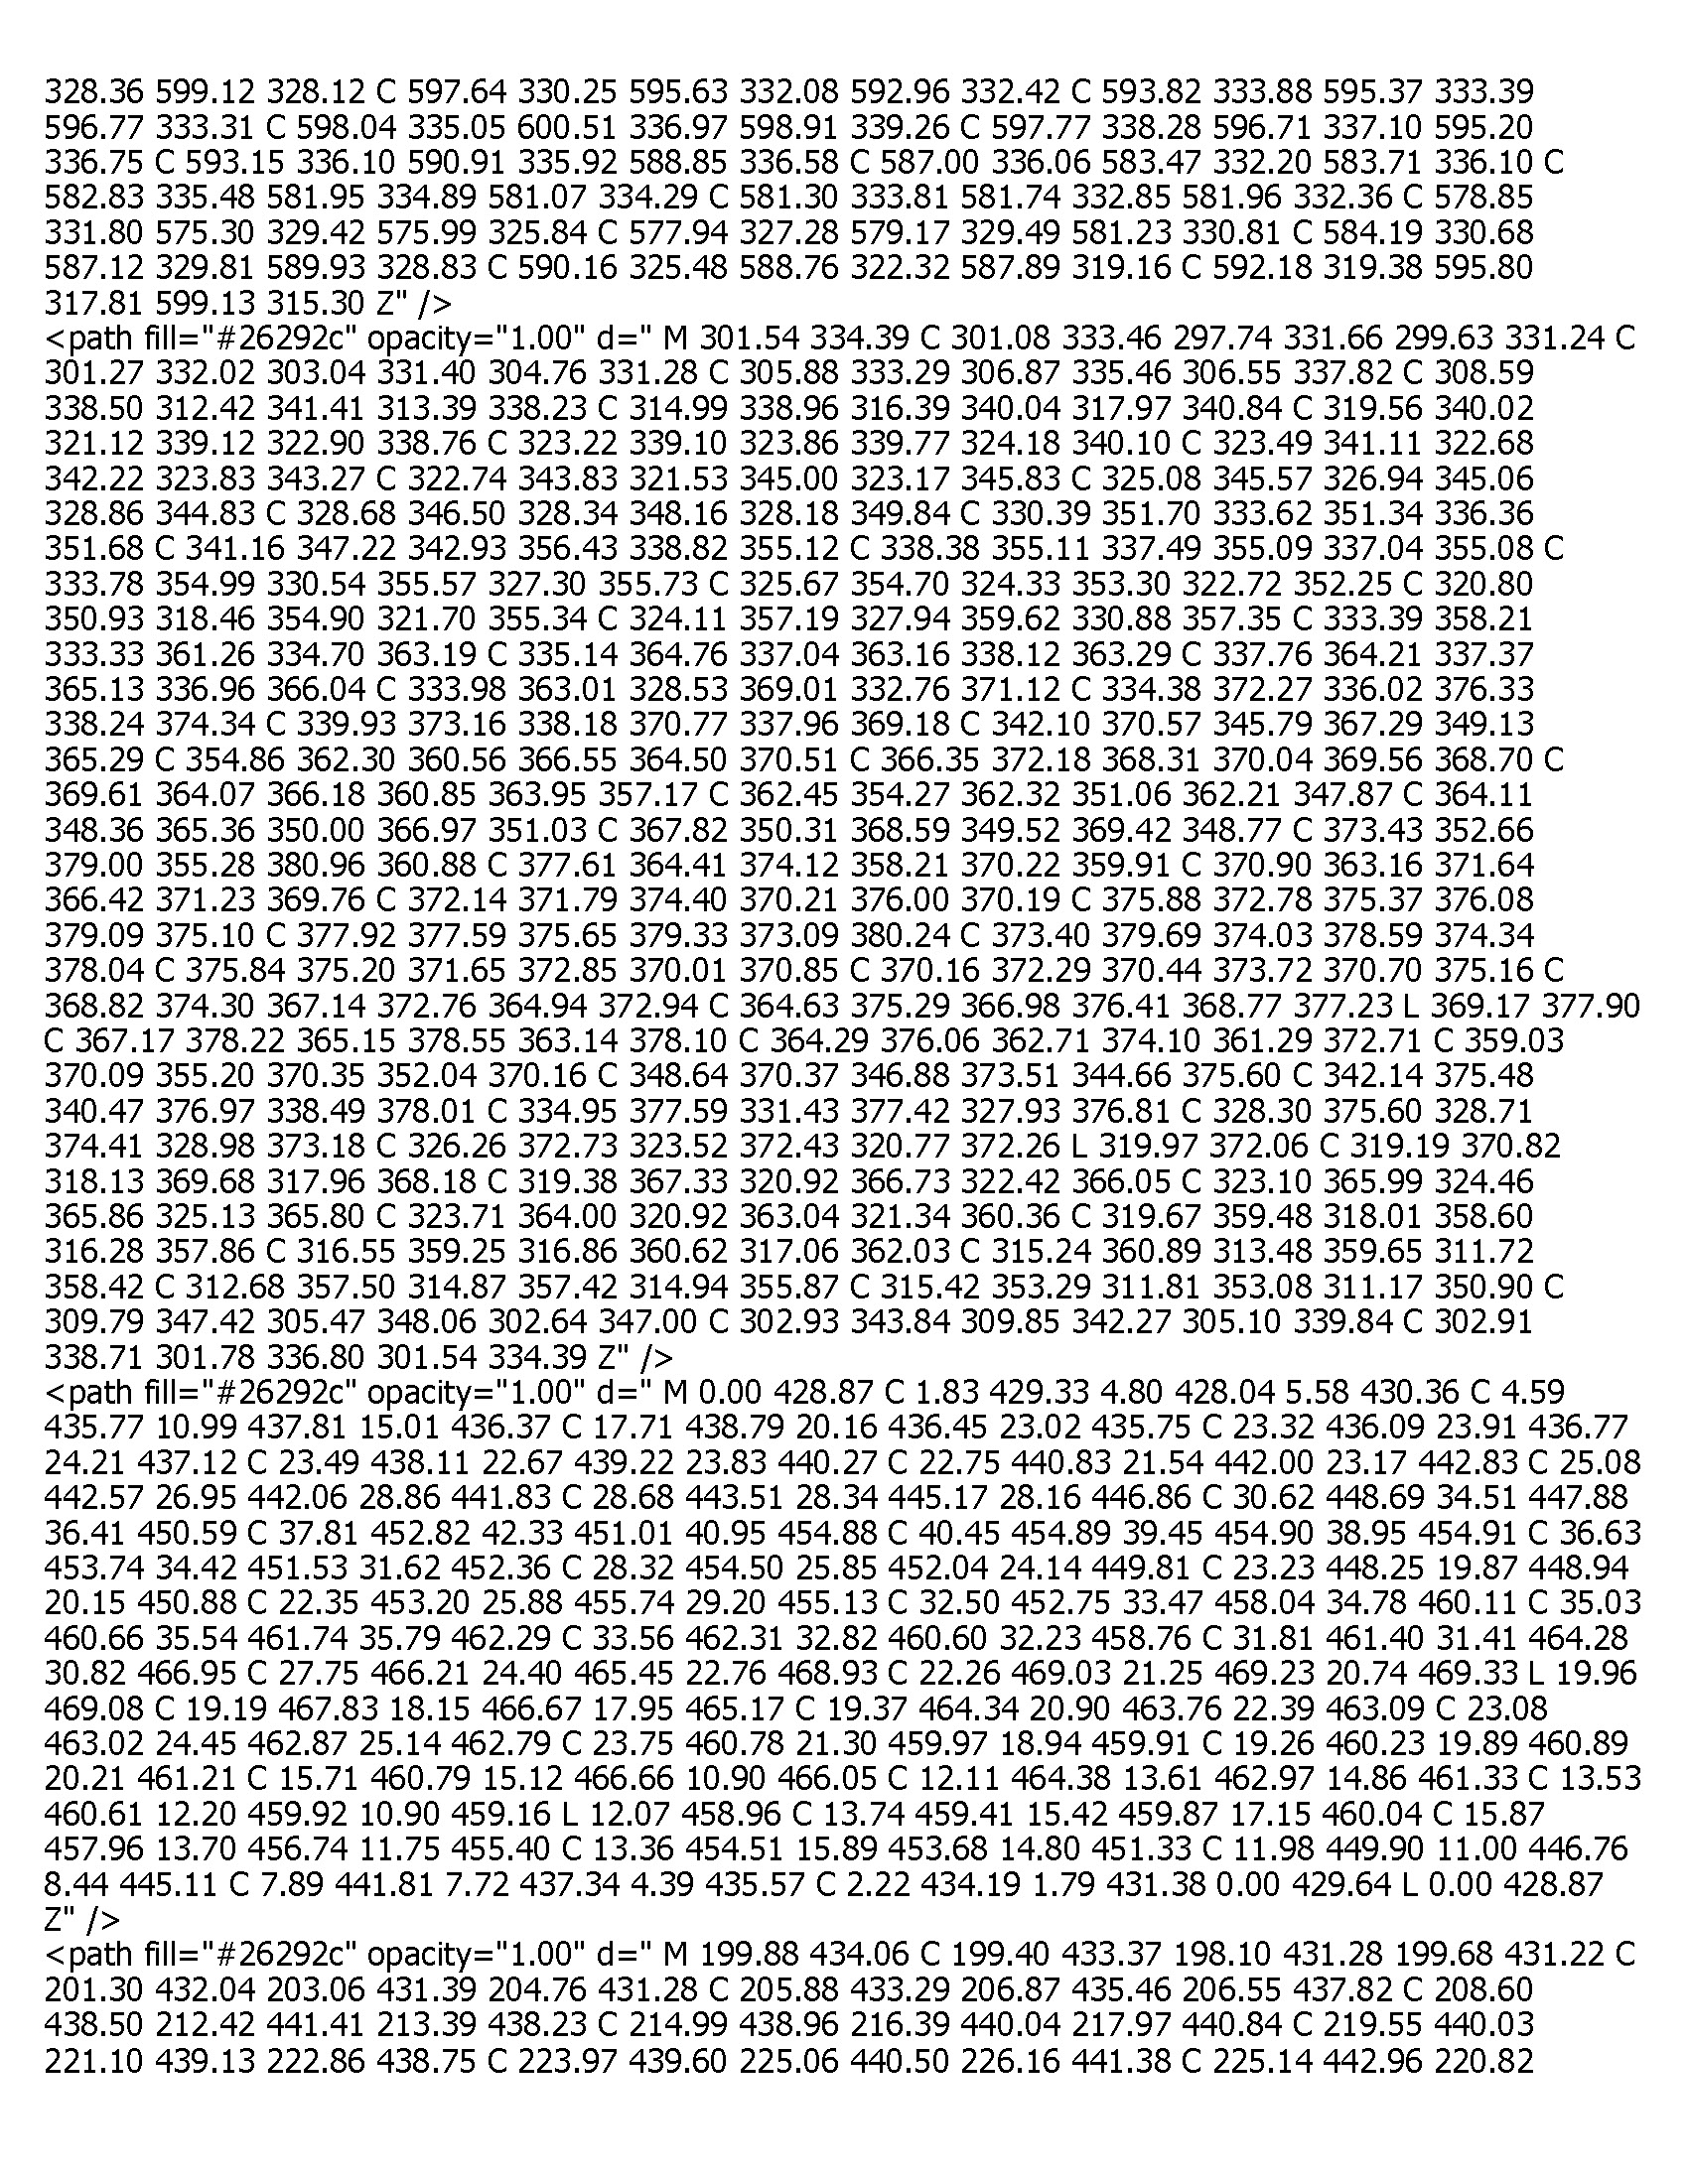 328.36 599.12 328.12 C 597.64 330.25 595.63 332.08 592.96 332.42 C 593.82 333.88 595.37 333.39
596.77 333.31 C 598.04 335.05 600.51 336.97 598.91 339.26 C 597.77 338.28 596.71 337.10 595.20
336.75 C 593.15 336.10 590.91 335.92 588.85 336.58 C 587.00 336.06 583.47 332.20 583.71 336.10 C
582.83 335.48 581.95 334.89 581.07 334.29 C 581.30 333.81 581.74 332.85 581.96 332.36 C 578.85
331.80 575.30 329.42 575.99 325.84 C 577.94 327.28 579.17 329.49 581.23 330.81 C 584.19 330.68
587.12 329.81 589.93 328.83 C 590.16 325.48 588.76 322.32 587.89 319.16 C 592.18 319.38 595.80
317.81 599.13 315.30 Z" />
<path fill="#26292c" opacity="1.00" d=" M 301.54 334.39 C 301.08 333.46 297.74 331.66 299.63 331.24 C
301.27 332.02 303.04 331.40 304.76 331.28 C 305.88 333.29 306.87 335.46 306.55 337.82 C 308.59
338.50 312.42 341.41 313.39 338.23 C 314.99 338.96 316.39 340.04 317.97 340.84 C 319.56 340.02
321.12 339.12 322.90 338.76 C 323.22 339.10 323.86 339.77 324.18 340.10 C 323.49 341.11 322.68
342.22 323.83 343.27 C 322.74 343.83 321.53 345.00 323.17 345.83 C 325.08 345.57 326.94 345.06
328.86 344.83 C 328.68 346.50 328.34 348.16 328.18 349.84 C 330.39 351.70 333.62 351.34 336.36
351.68 C 341.16 347.22 342.93 356.43 338.82 355.12 C 338.38 355.11 337.49 355.09 337.04 355.08 C
333.78 354.99 330.54 355.57 327.30 355.73 C 325.67 354.70 324.33 353.30 322.72 352.25 C 320.80
350.93 318.46 354.90 321.70 355.34 C 324.11 357.19 327.94 359.62 330.88 357.35 C 333.39 358.21
333.33 361.26 334.70 363.19 C 335.14 364.76 337.04 363.16 338.12 363.29 C 337.76 364.21 337.37
365.13 336.96 366.04 C 333.98 363.01 328.53 369.01 332.76 371.12 C 334.38 372.27 336.02 376.33
338.24 374.34 C 339.93 373.16 338.18 370.77 337.96 369.18 C 342.10 370.57 345.79 367.29 349.13
365.29 C 354.86 362.30 360.56 366.55 364.50 370.51 C 366.35 372.18 368.31 370.04 369.56 368.70 C
369.61 364.07 366.18 360.85 363.95 357.17 C 362.45 354.27 362.32 351.06 362.21 347.87 C 364.11
348.36 365.36 350.00 366.97 351.03 C 367.82 350.31 368.59 349.52 369.42 348.77 C 373.43 352.66
379.00 355.28 380.96 360.88 C 377.61 364.41 374.12 358.21 370.22 359.91 C 370.90 363.16 371.64
366.42 371.23 369.76 C 372.14 371.79 374.40 370.21 376.00 370.19 C 375.88 372.78 375.37 376.08
379.09 375.10 C 377.92 377.59 375.65 379.33 373.09 380.24 C 373.40 379.69 374.03 378.59 374.34
378.04 C 375.84 375.20 371.65 372.85 370.01 370.85 C 370.16 372.29 370.44 373.72 370.70 375.16 C
368.82 374.30 367.14 372.76 364.94 372.94 C 364.63 375.29 366.98 376.41 368.77 377.23 L 369.17 377.90
C 367.17 378.22 365.15 378.55 363.14 378.10 C 364.29 376.06 362.71 374.10 361.29 372.71 C 359.03
370.09 355.20 370.35 352.04 370.16 C 348.64 370.37 346.88 373.51 344.66 375.60 C 342.14 375.48
340.47 376.97 338.49 378.01 C 334.95 377.59 331.43 377.42 327.93 376.81 C 328.30 375.60 328.71
374.41 328.98 373.18 C 326.26 372.73 323.52 372.43 320.77 372.26 L 319.97 372.06 C 319.19 370.82
318.13 369.68 317.96 368.18 C 319.38 367.33 320.92 366.73 322.42 366.05 C 323.10 365.99 324.46
365.86 325.13 365.80 C 323.71 364.00 320.92 363.04 321.34 360.36 C 319.67 359.48 318.01 358.60
316.28 357.86 C 316.55 359.25 316.86 360.62 317.06 362.03 C 315.24 360.89 313.48 359.65 311.72
358.42 C 312.68 357.50 314.87 357.42 314.94 355.87 C 315.42 353.29 311.81 353.08 311.17 350.90 C
309.79 347.42 305.47 348.06 302.64 347.00 C 302.93 343.84 309.85 342.27 305.10 339.84 C 302.91
338.71 301.78 336.80 301.54 334.39 Z" />
<path fill="#26292c" opacity="1.00" d=" M 0.00 428.87 C 1.83 429.33 4.80 428.04 5.58 430.36 C 4.59
435.77 10.99 437.81 15.01 436.37 C 17.71 438.79 20.16 436.45 23.02 435.75 C 23.32 436.09 23.91 436.77
24.21 437.12 C 23.49 438.11 22.67 439.22 23.83 440.27 C 22.75 440.83 21.54 442.00 23.17 442.83 C 25.08
442.57 26.95 442.06 28.86 441.83 C 28.68 443.51 28.34 445.17 28.16 446.86 C 30.62 448.69 34.51 447.88
36.41 450.59 C 37.81 452.82 42.33 451.01 40.95 454.88 C 40.45 454.89 39.45 454.90 38.95 454.91 C 36.63
453.74 34.42 451.53 31.62 452.36 C 28.32 454.50 25.85 452.04 24.14 449.81 C 23.23 448.25 19.87 448.94
20.15 450.88 C 22.35 453.20 25.88 455.74 29.20 455.13 C 32.50 452.75 33.47 458.04 34.78 460.11 C 35.03
460.66 35.54 461.74 35.79 462.29 C 33.56 462.31 32.82 460.60 32.23 458.76 C 31.81 461.40 31.41 464.28
30.82 466.95 C 27.75 466.21 24.40 465.45 22.76 468.93 C 22.26 469.03 21.25 469.23 20.74 469.33 L 19.96
469.08 C 19.19 467.83 18.15 466.67 17.95 465.17 C 19.37 464.34 20.90 463.76 22.39 463.09 C 23.08
463.02 24.45 462.87 25.14 462.79 C 23.75 460.78 21.30 459.97 18.94 459.91 C 19.26 460.23 19.89 460.89
20.21 461.21 C 15.71 460.79 15.12 466.66 10.90 466.05 C 12.11 464.38 13.61 462.97 14.86 461.33 C 13.53
460.61 12.20 459.92 10.90 459.16 L 12.07 458.96 C 13.74 459.41 15.42 459.87 17.15 460.04 C 15.87
457.96 13.70 456.74 11.75 455.40 C 13.36 454.51 15.89 453.68 14.80 451.33 C 11.98 449.90 11.00 446.76
8.44 445.11 C 7.89 441.81 7.72 437.34 4.39 435.57 C 2.22 434.19 1.79 431.38 0.00 429.64 L 0.00 428.87
Z" />
<path fill="#26292c" opacity="1.00" d=" M 199.88 434.06 C 199.40 433.37 198.10 431.28 199.68 431.22 C
201.30 432.04 203.06 431.39 204.76 431.28 C 205.88 433.29 206.87 435.46 206.55 437.82 C 208.60
438.50 212.42 441.41 213.39 438.23 C 214.99 438.96 216.39 440.04 217.97 440.84 C 219.55 440.03
221.10 439.13 222.86 438.75 C 223.97 439.60 225.06 440.50 226.16 441.38 C 225.14 442.96 220.82